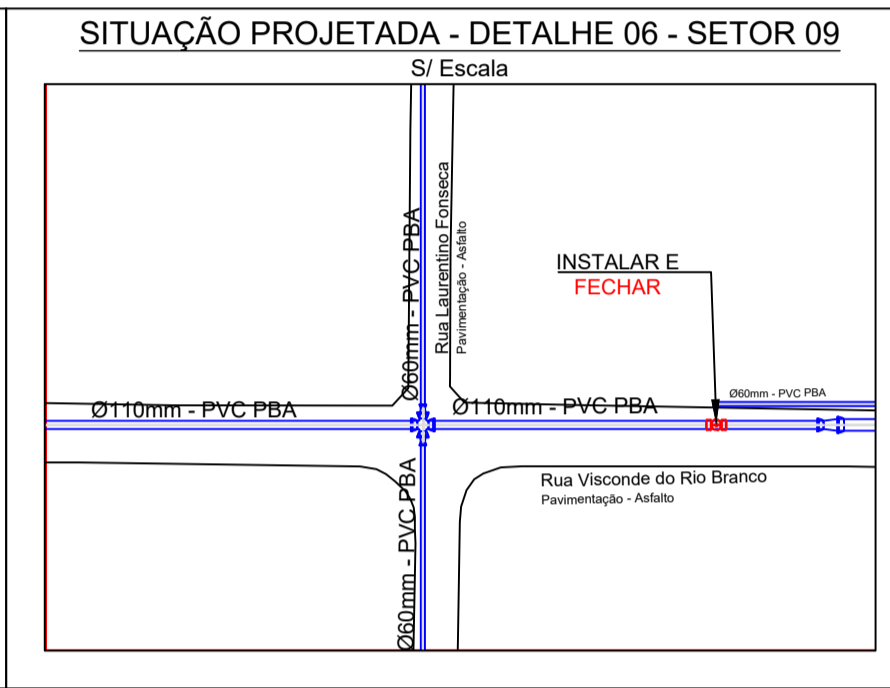 SITUAÇÃO PROJETADA - DETALHE 06 - SETOR 09
S/ Escala
Ø60mm - PVC PBA
Rua Laurentino Fonseca
Pavimentação - Asfalto
INSTALAR E
FECHAR
Ø60mm - PVC PBA
Ø110mm - PVC PBA
Ø110mm - PVC PBA
Rua Visconde do Rio Branco
Pavimentação - Asfalto
Ø60mm - PVC PBA